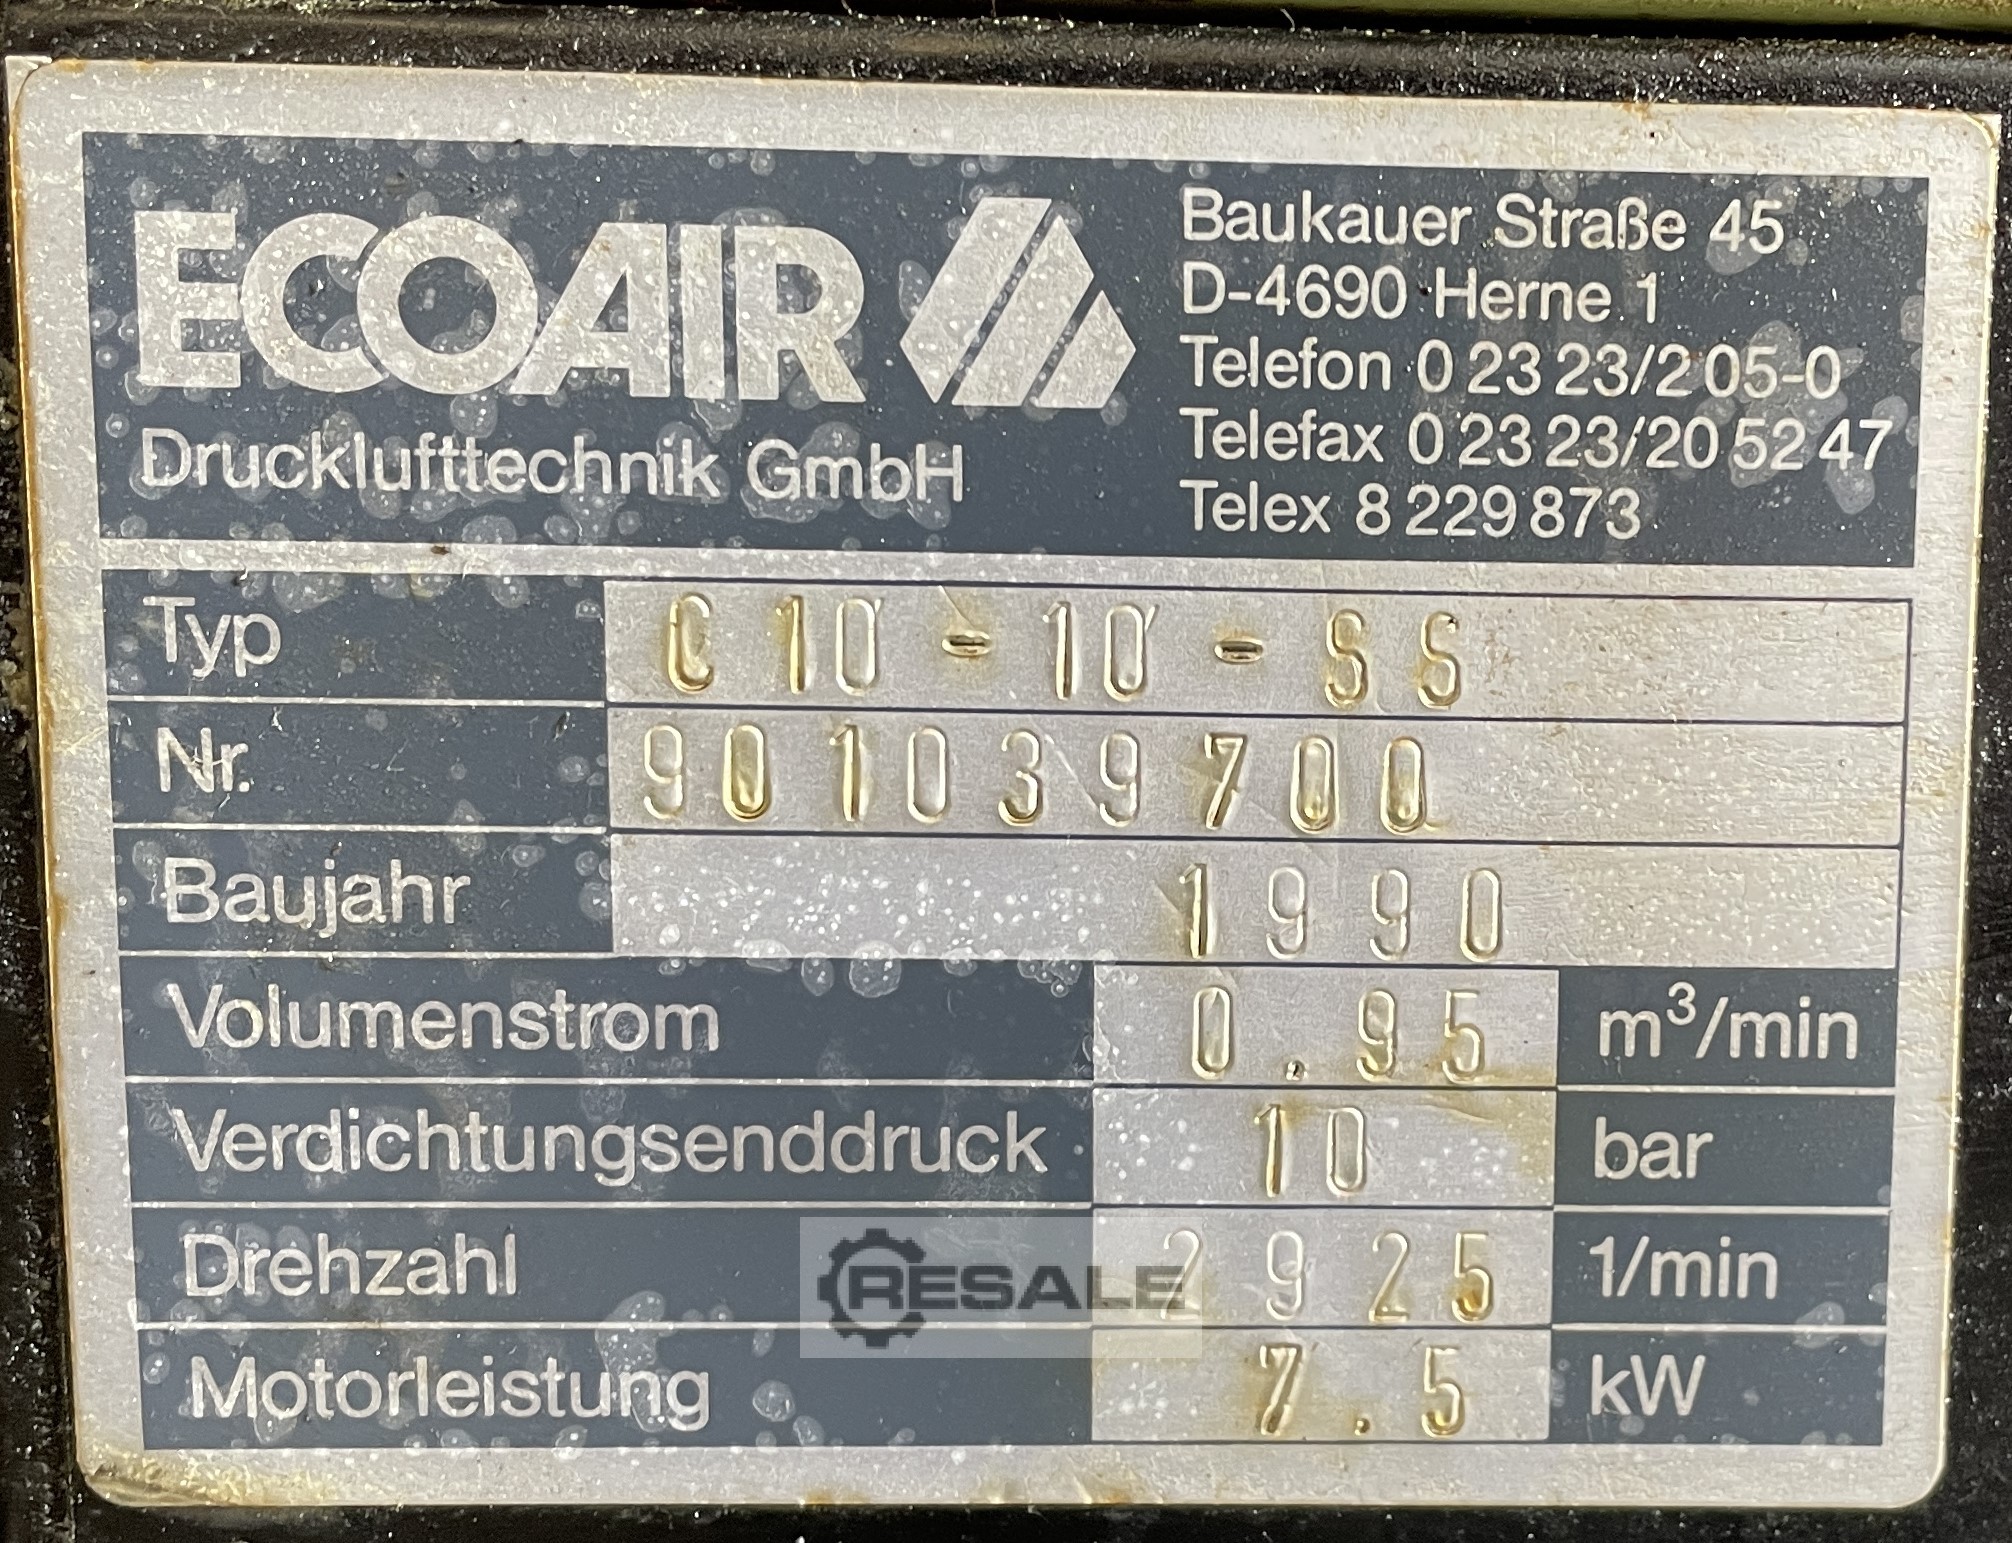 ECOAIR
Drucklufttechnik GmbH
Baukauer Straße 45
D-4690 Herne 1
Telefon 0 23 23/2 05-0
Telefax 0 23 23/20 52 47
Telex 8 229 873
Typ C10-10-SS
Nr. 901039700
Baujahr 1990
Volumenstrom 0.95 m³/min
Verdichtungsenddruck 10 bar
Drehzahl 2925 1/min
Motorleistung 7.5 kW
RESALE